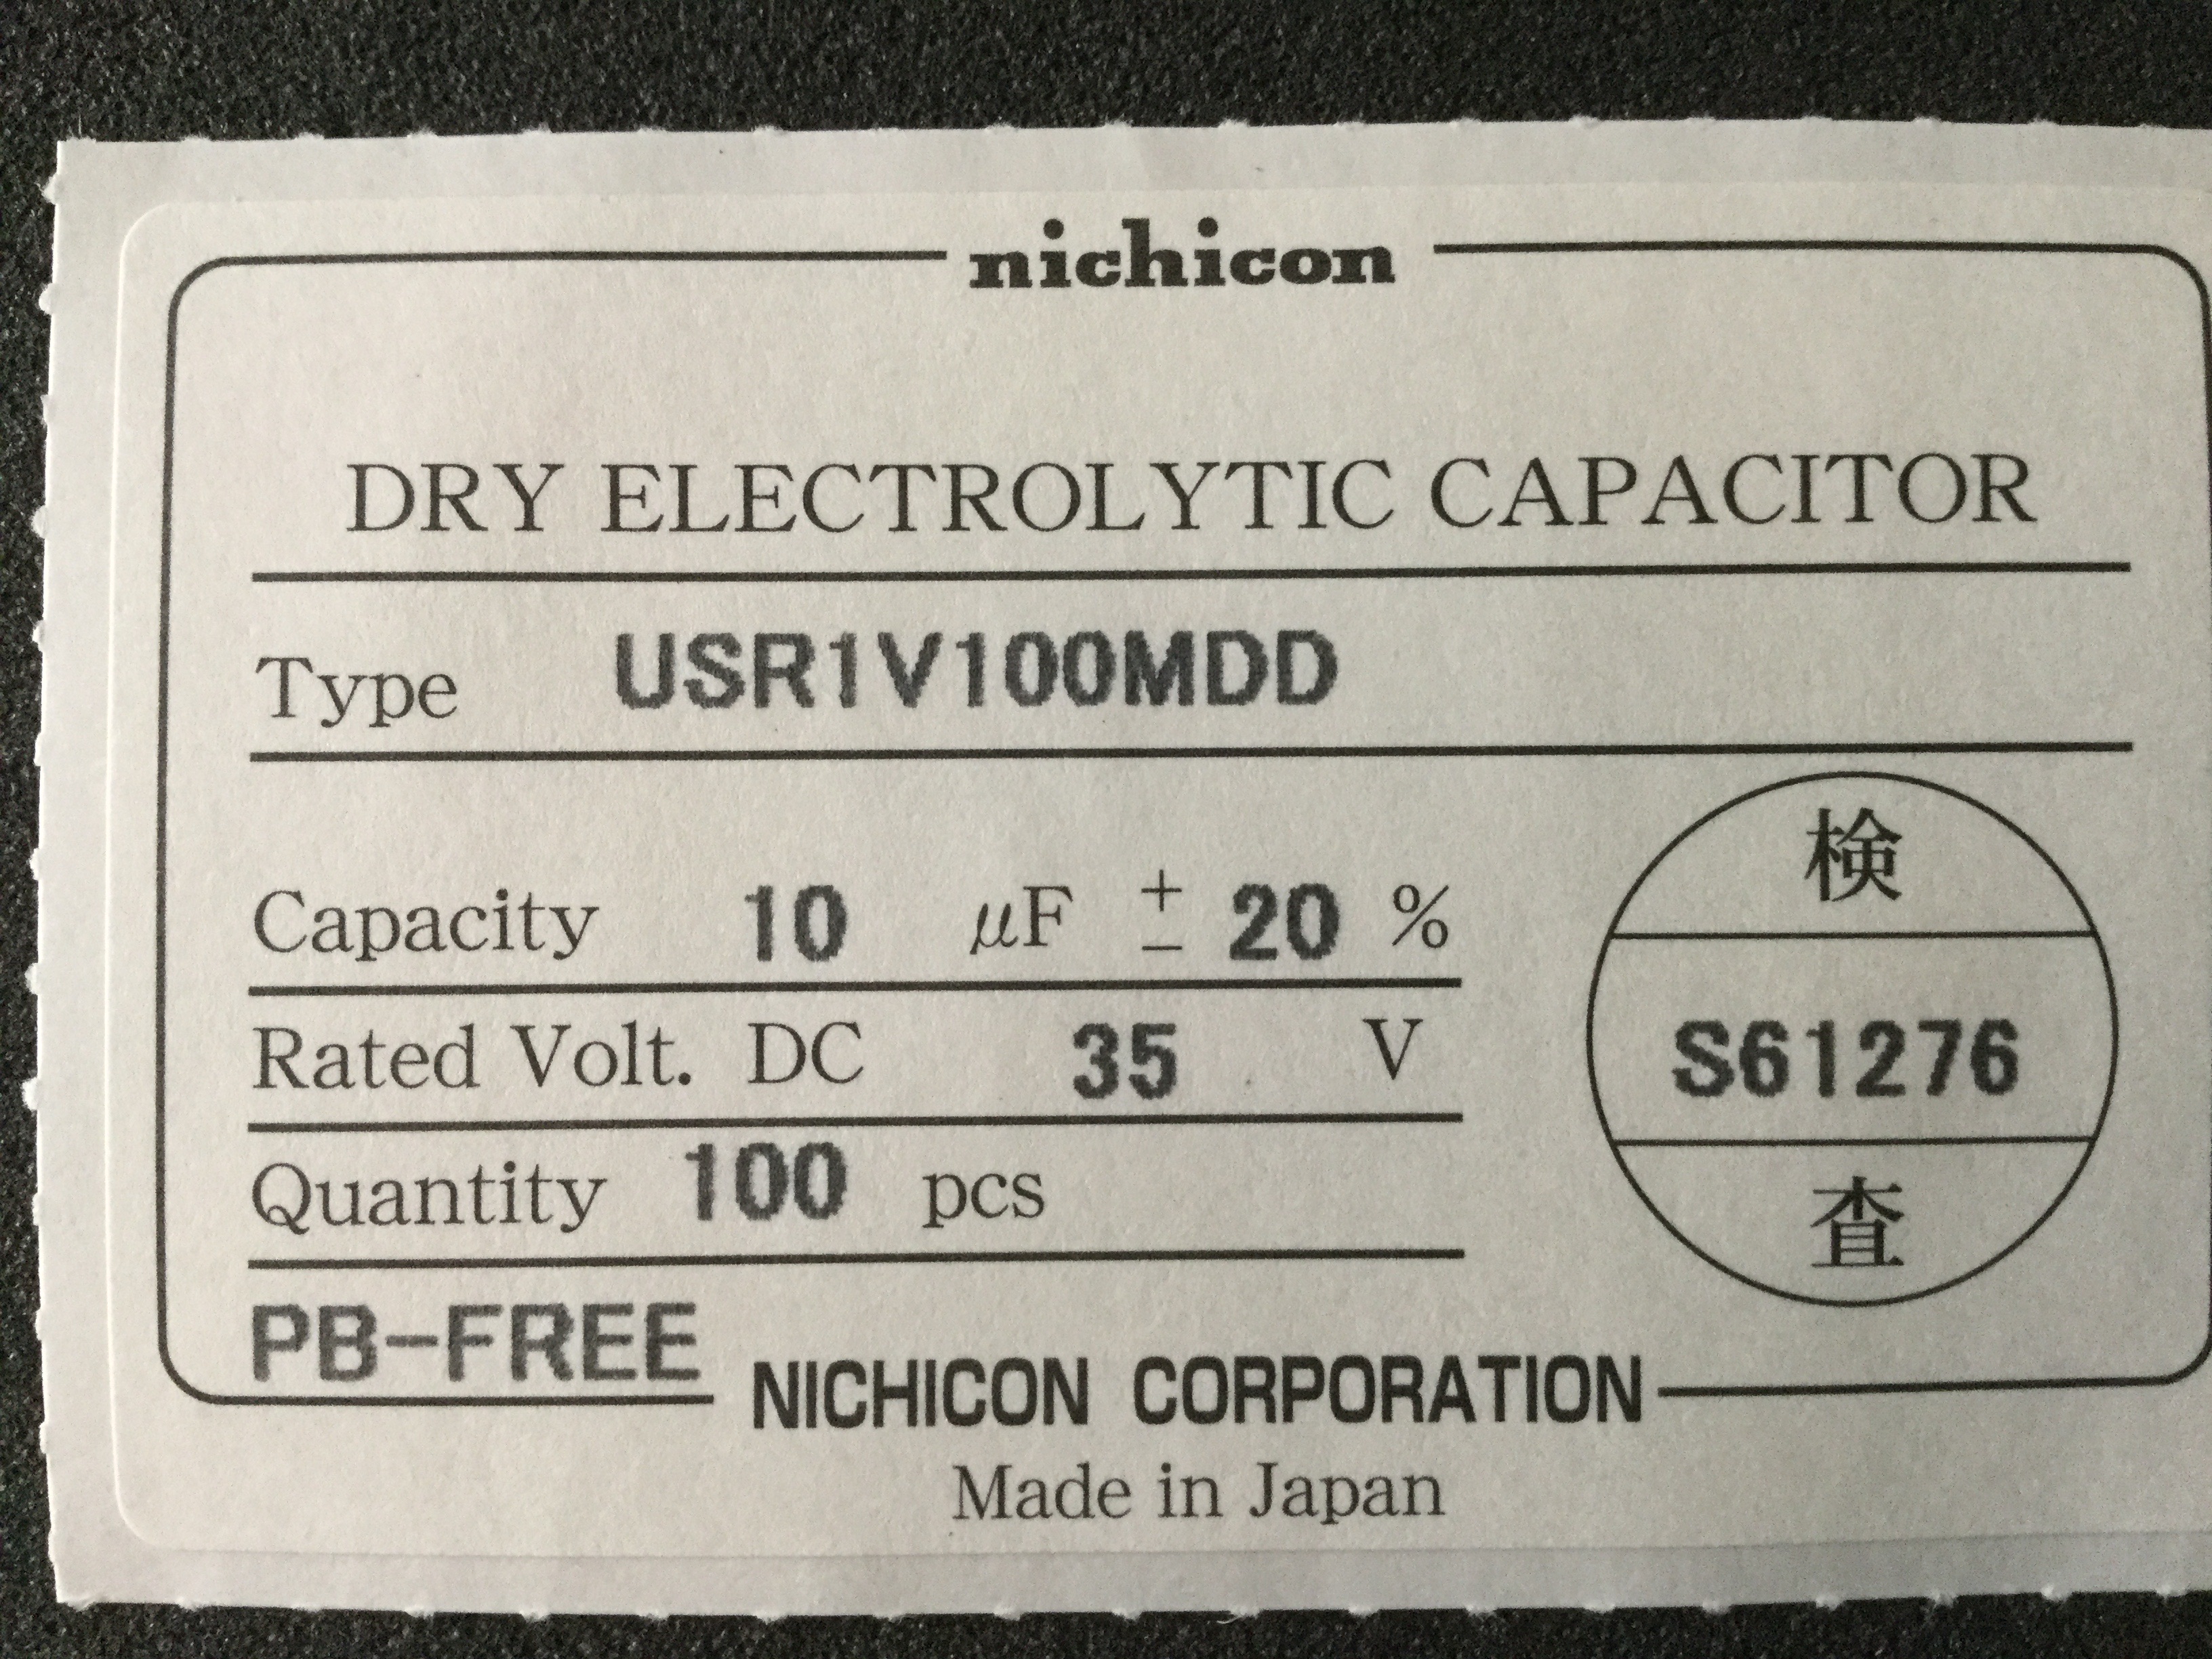 nichicon
DRY ELECTROLYTIC CAPACITOR
Type USR1V100MDD
Capacity 10 μF ± 20 %
Rated Volt. DC 35 V
Quantity 100 pcs
検
S61276
査
PB-FREE
NICHICON CORPORATION
Made in Japan